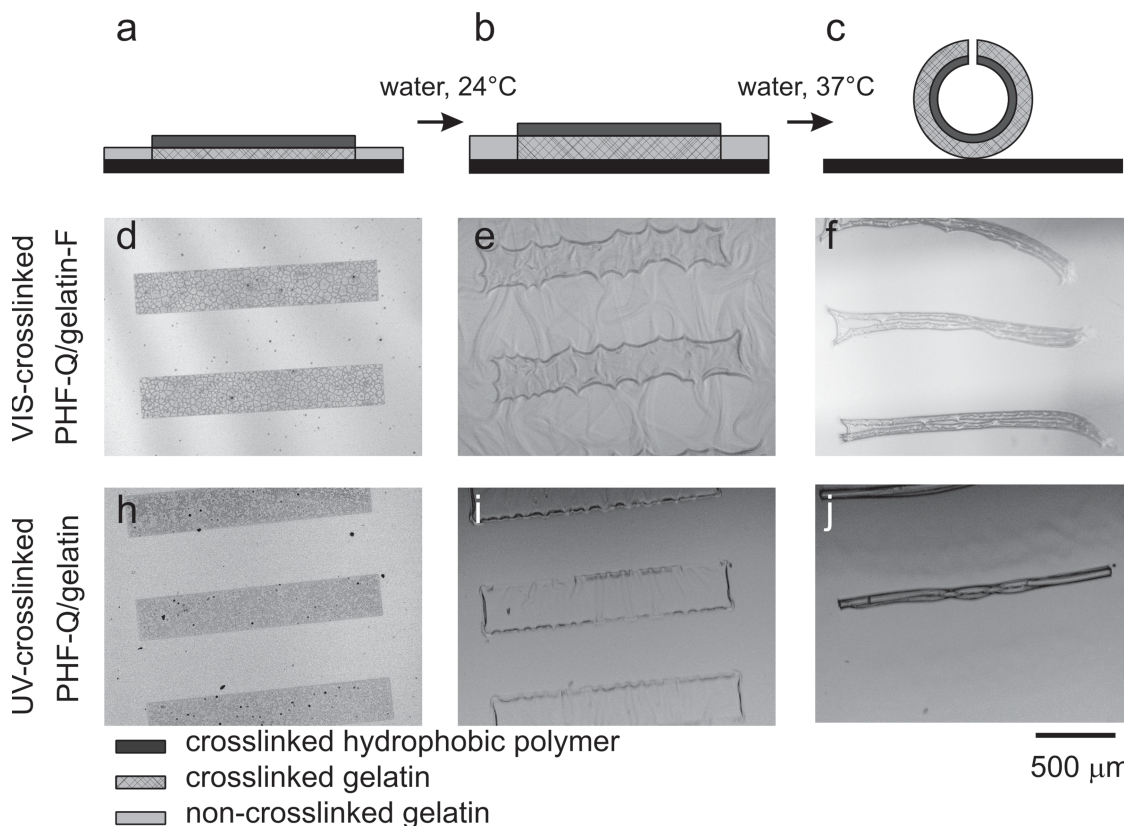 a
b
c
water, 24°C
water, 37°C
VIS-crosslinked
PHF-Q/gelatin-F
d
e
f
UV-crosslinked
PHF-Q/gelatin
h
i
j
crosslinked hydrophobic polymer
crosslinked gelatin
non-crosslinked gelatin
500 μm